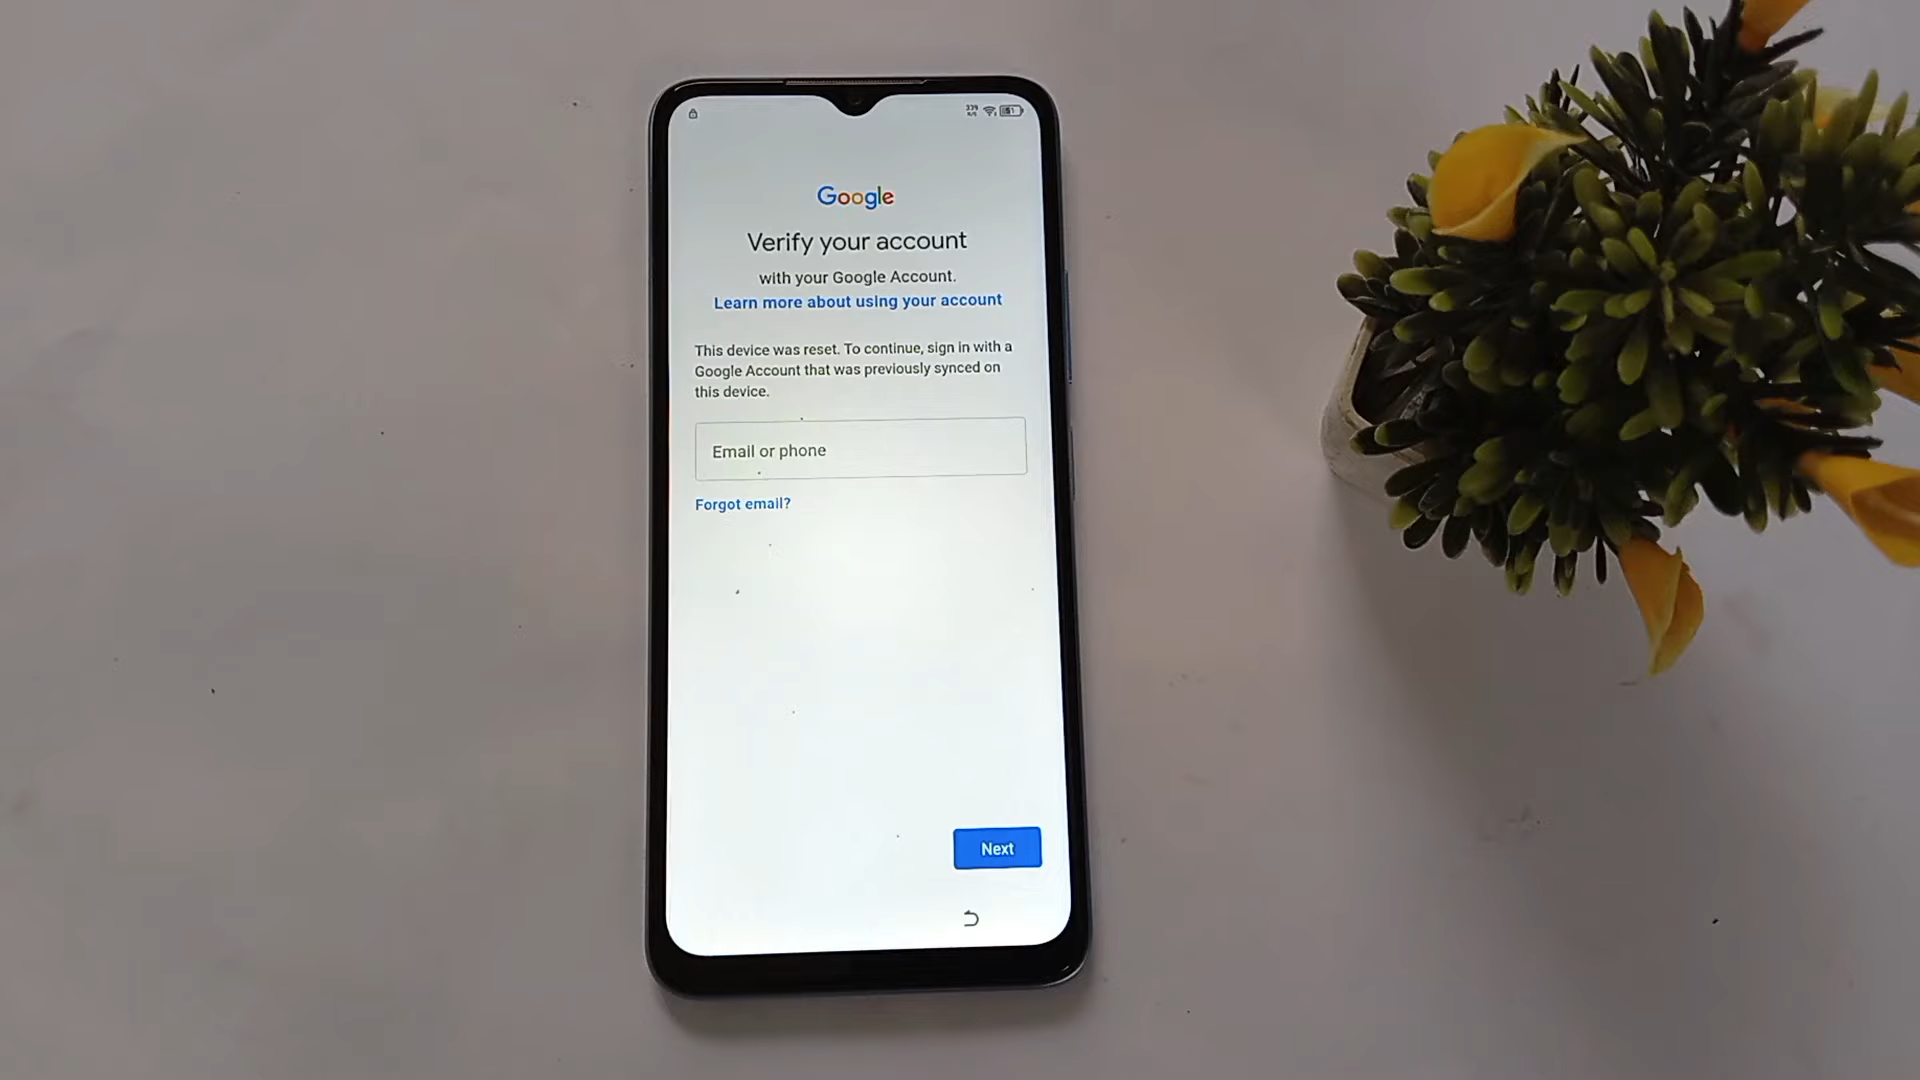 Google
Verify your account
with your Google Account.
Learn more about using your account
This device was reset. To continue, sign in with a
Google Account that was previously synced on
this device.
Email or phone
Forgot email?
Next